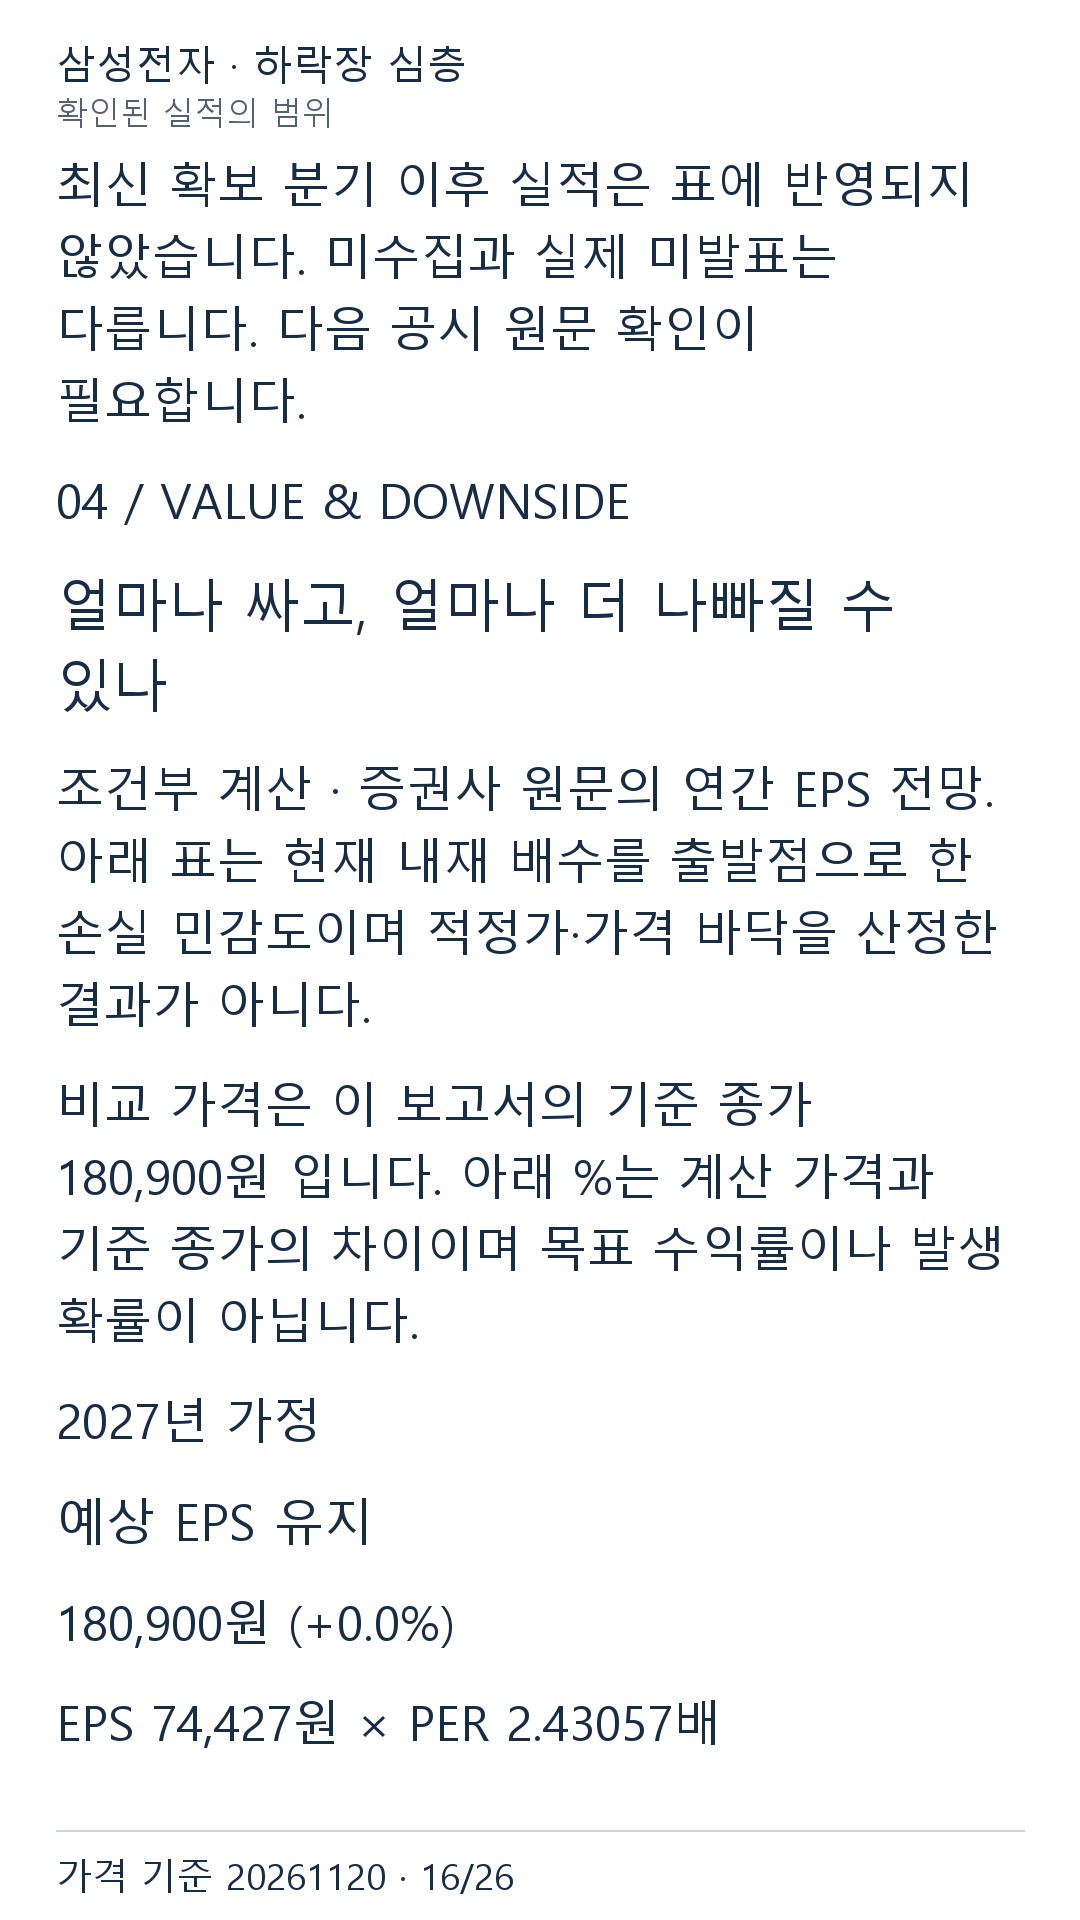 삼성전자 · 하락장 심층
확인된 실적의 범위
최신 확보 분기 이후 실적은 표에 반영되지
않았습니다. 미수집과 실제 미발표는
다릅니다. 다음 공시 원문 확인이
필요합니다.
04 / VALUE & DOWNSIDE
얼마나 싸고, 얼마나 더 나빠질 수
있나
조건부 계산 · 증권사 원문의 연간 EPS 전망.
아래 표는 현재 내재 배수를 출발점으로 한
손실 민감도이며 적정가·가격 바닥을 산정한
결과가 아니다.
비교 가격은 이 보고서의 기준 종가
180,900원 입니다. 아래 %는 계산 가격과
기준 종가의 차이이며 목표 수익률이나 발생
확률이 아닙니다.
2027년 가정
예상 EPS 유지
180,900원 (+0.0%)
EPS 74,427원 × PER 2.43057배
가격 기준 20261120 · 16/26